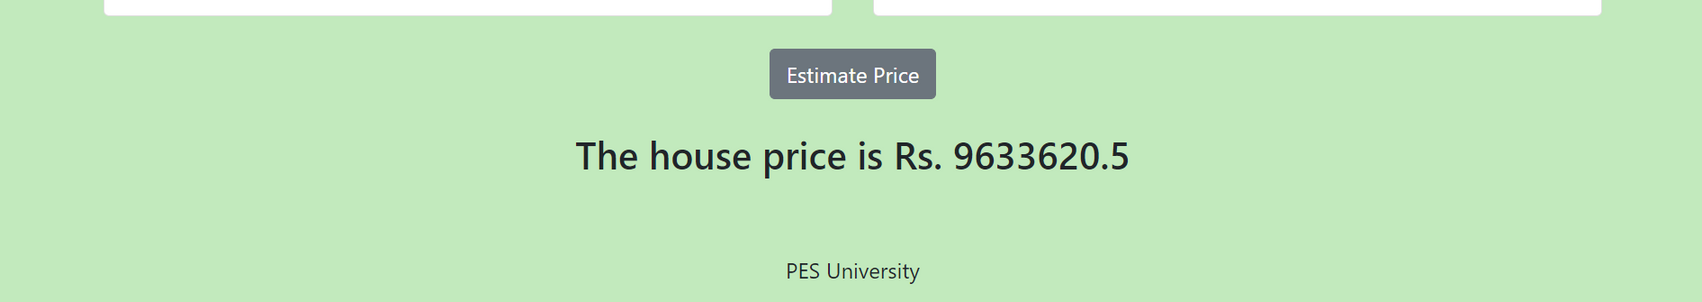 Estimate Price
The house price is Rs. 9633620.5
PES University